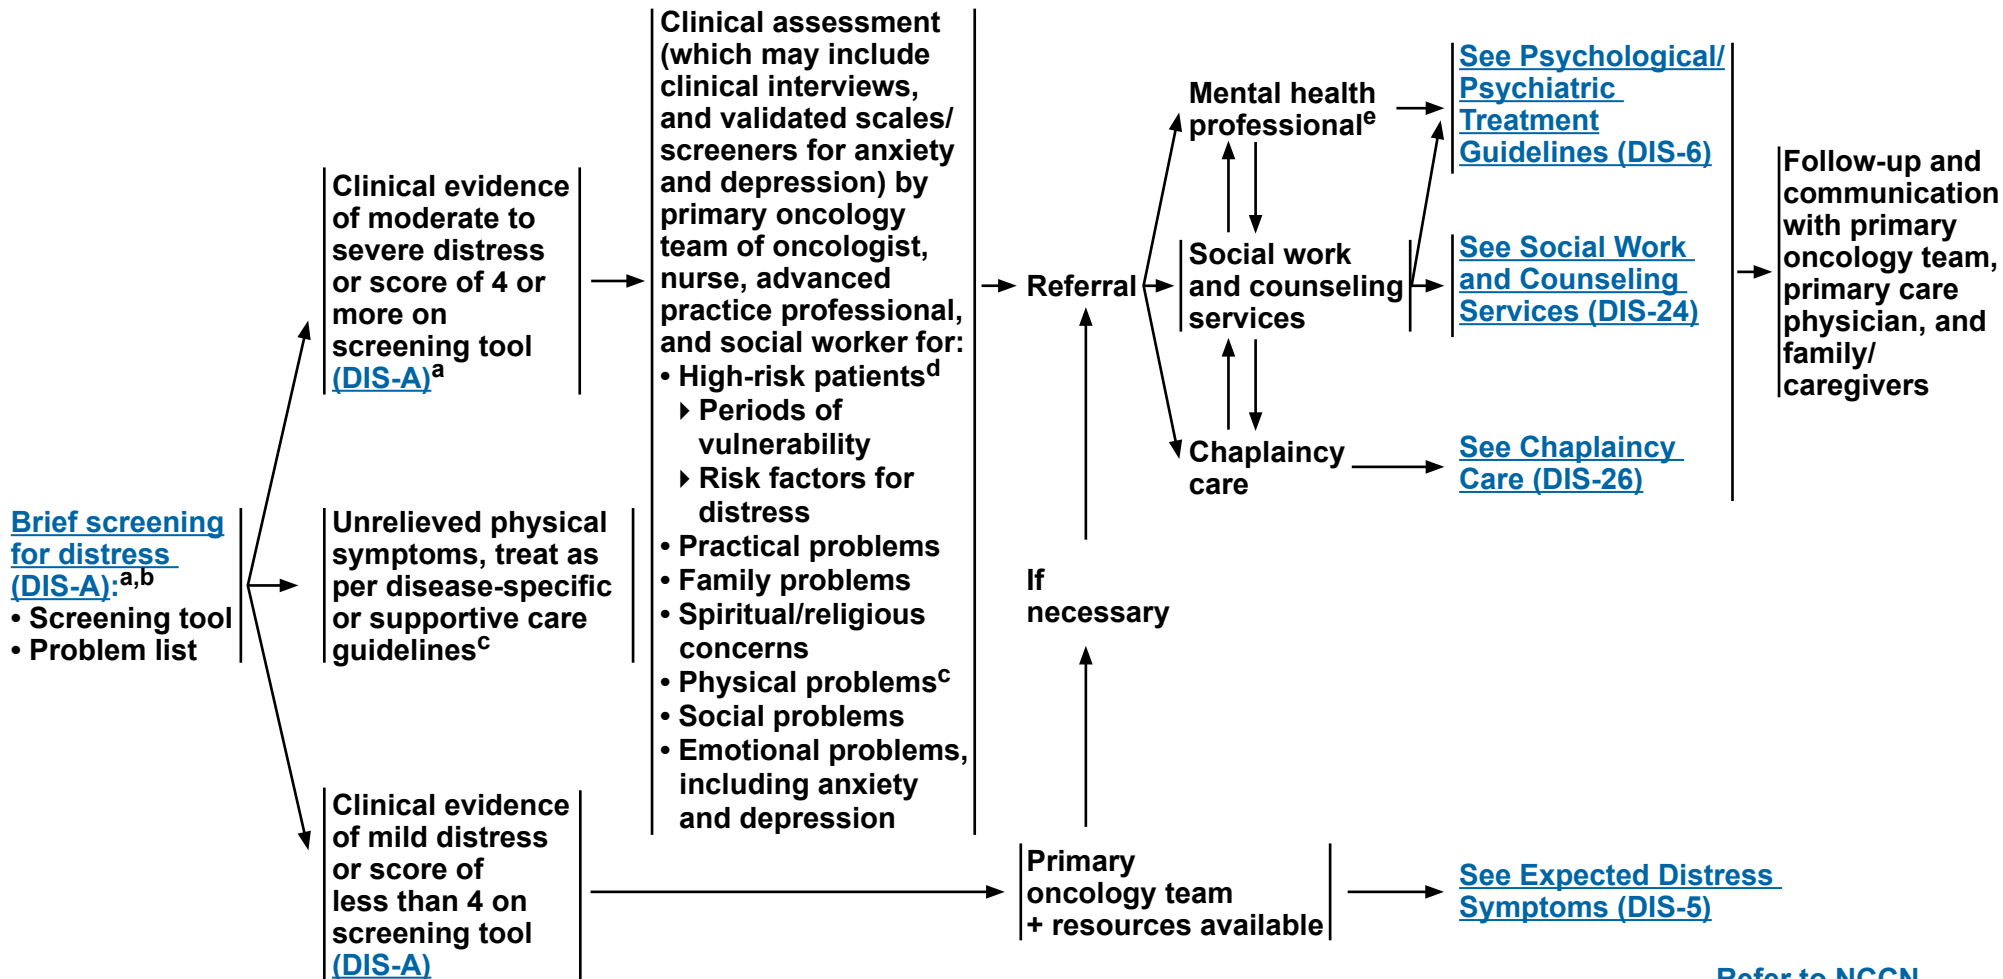 Brief screening
for distress
(DIS-A):a,b
• Screening tool
• Problem list
Clinical evidence
of moderate to
severe distress
or score of 4 or
more on
screening tool
(DIS-A)a
Unrelieved physical
symptoms, treat as
per disease-specific
or supportive care
guidelinesc
Clinical evidence
of mild distress
or score of
less than 4 on
screening tool
(DIS-A)
Clinical assessment
(which may include
clinical interviews,
and validated scales/
screeners for anxiety
and depression) by
primary oncology
team of oncologist,
nurse, advanced
practice professional,
and social worker for:
• High-risk patientsd
▸ Periods of
vulnerability
▸ Risk factors for
distress
• Practical problems
• Family problems
• Spiritual/religious
concerns
• Physical problemsc
• Social problems
• Emotional problems,
including anxiety
and depression
Referral
If
necessary
Primary
oncology team
+ resources available
Mental health
professionale
Social work
and counseling
services
Chaplaincy
care
See Psychological/
Psychiatric
Treatment
Guidelines (DIS-6)
See Social Work
and Counseling
Services (DIS-24)
See Chaplaincy
Care (DIS-26)
See Expected Distress
Symptoms (DIS-5)
Follow-up and
communication
with primary
oncology team,
primary care
physician, and
family/
caregivers
Refer to NCCN